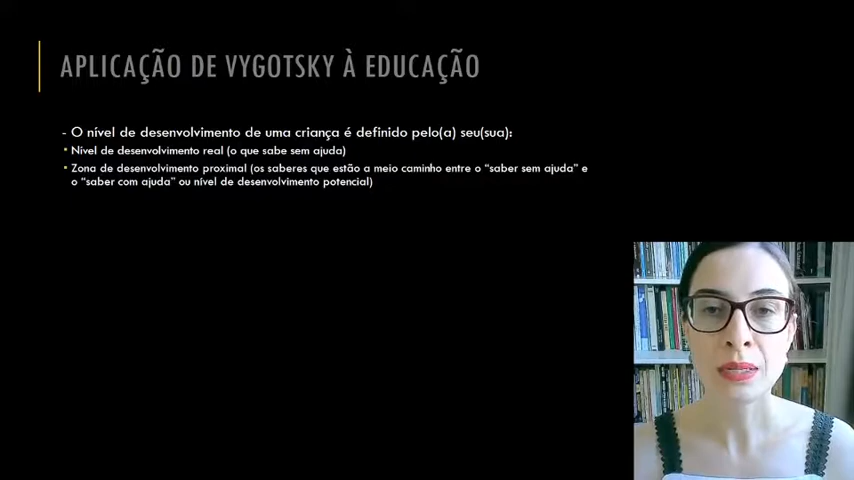 APLICAÇÃO DE VYGOTSKY À EDUCAÇÃO
- O nível de desenvolvimento de uma criança é definido pelo(a) seu(sua):
• Nível de desenvolvimento real (o que sabe sem ajuda)
• Zona de desenvolvimento proximal (os saberes que estão a meio caminho entre o “saber sem ajuda” e
o “saber com ajuda” ou nível de desenvolvimento potencial)